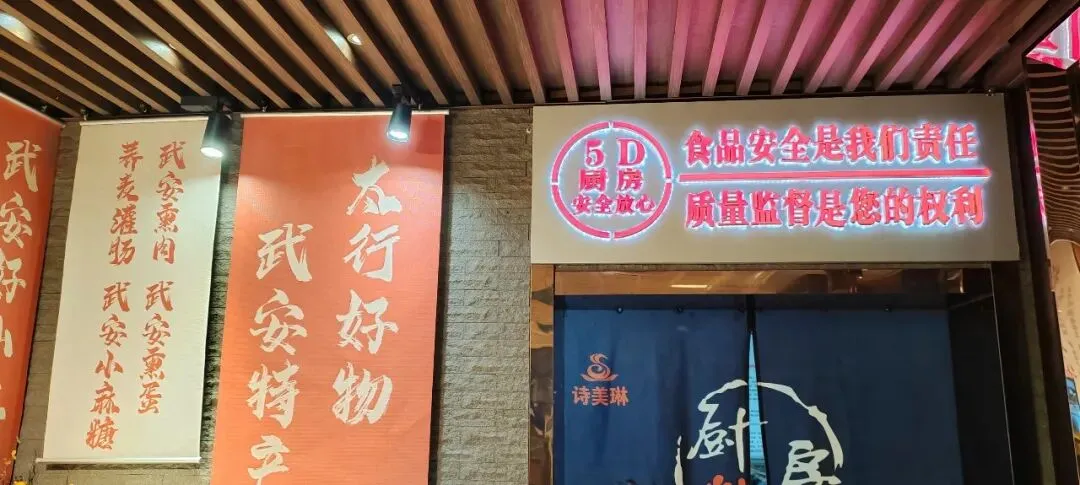 武安好
武安熏肉 武安熏蛋
荞麦灌肠 武安小麻糖
太行好物
武安特产
5D
厨房
安全放心
食品安全是我们责任
质量监督是您的权利
诗美琳
厨房